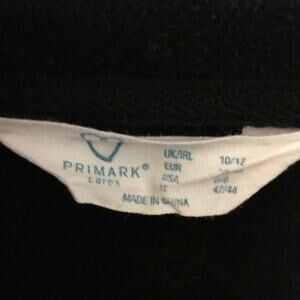 PRIMARK®
cares
UK/IRL 10/12
EUR
USA
IT 42/44
MADE IN CHINA